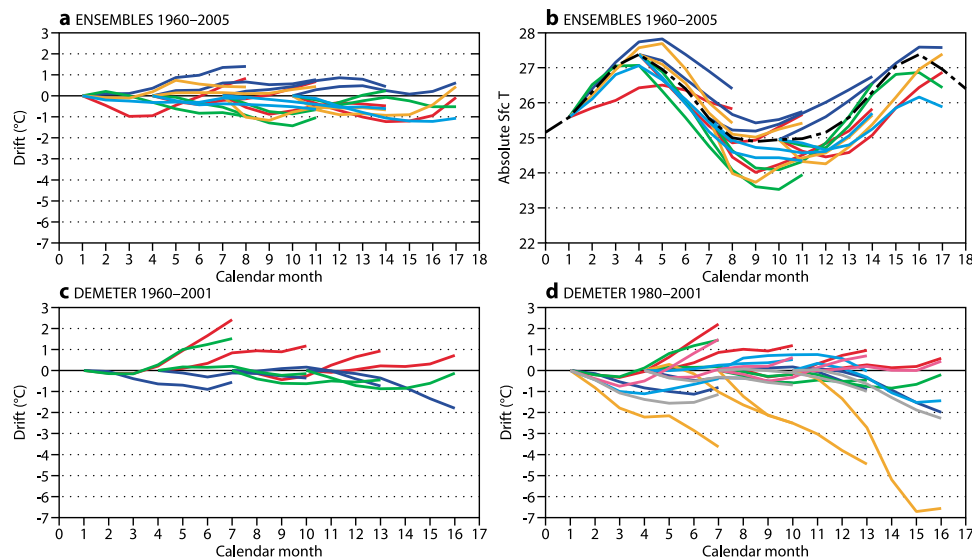 a ENSEMBLES 1960–2005
3
2
1
0
-1
-2
-3
-4
-5
-6
-7
Drift (°C)
0 1 2 3 4 5 6 7 8 9 10 11 12 13 14 15 16 17 18
Calendar month
b ENSEMBLES 1960–2005
28
27
26
25
24
23
22
Absolute Sfc T
0 1 2 3 4 5 6 7 8 9 10 11 12 13 14 15 16 17 18
Calendar month
c DEMETER 1960–2001
3
2
1
0
-1
-2
-3
-4
-5
-6
-7
Drift (°C)
0 1 2 3 4 5 6 7 8 9 10 11 12 13 14 15 16 17
Calendar month
d DEMETER 1980–2001
3
2
1
0
-1
-2
-3
-4
-5
-6
-7
Drift (°C)
0 1 2 3 4 5 6 7 8 9 10 11 12 13 14 15 16 17
Calendar month